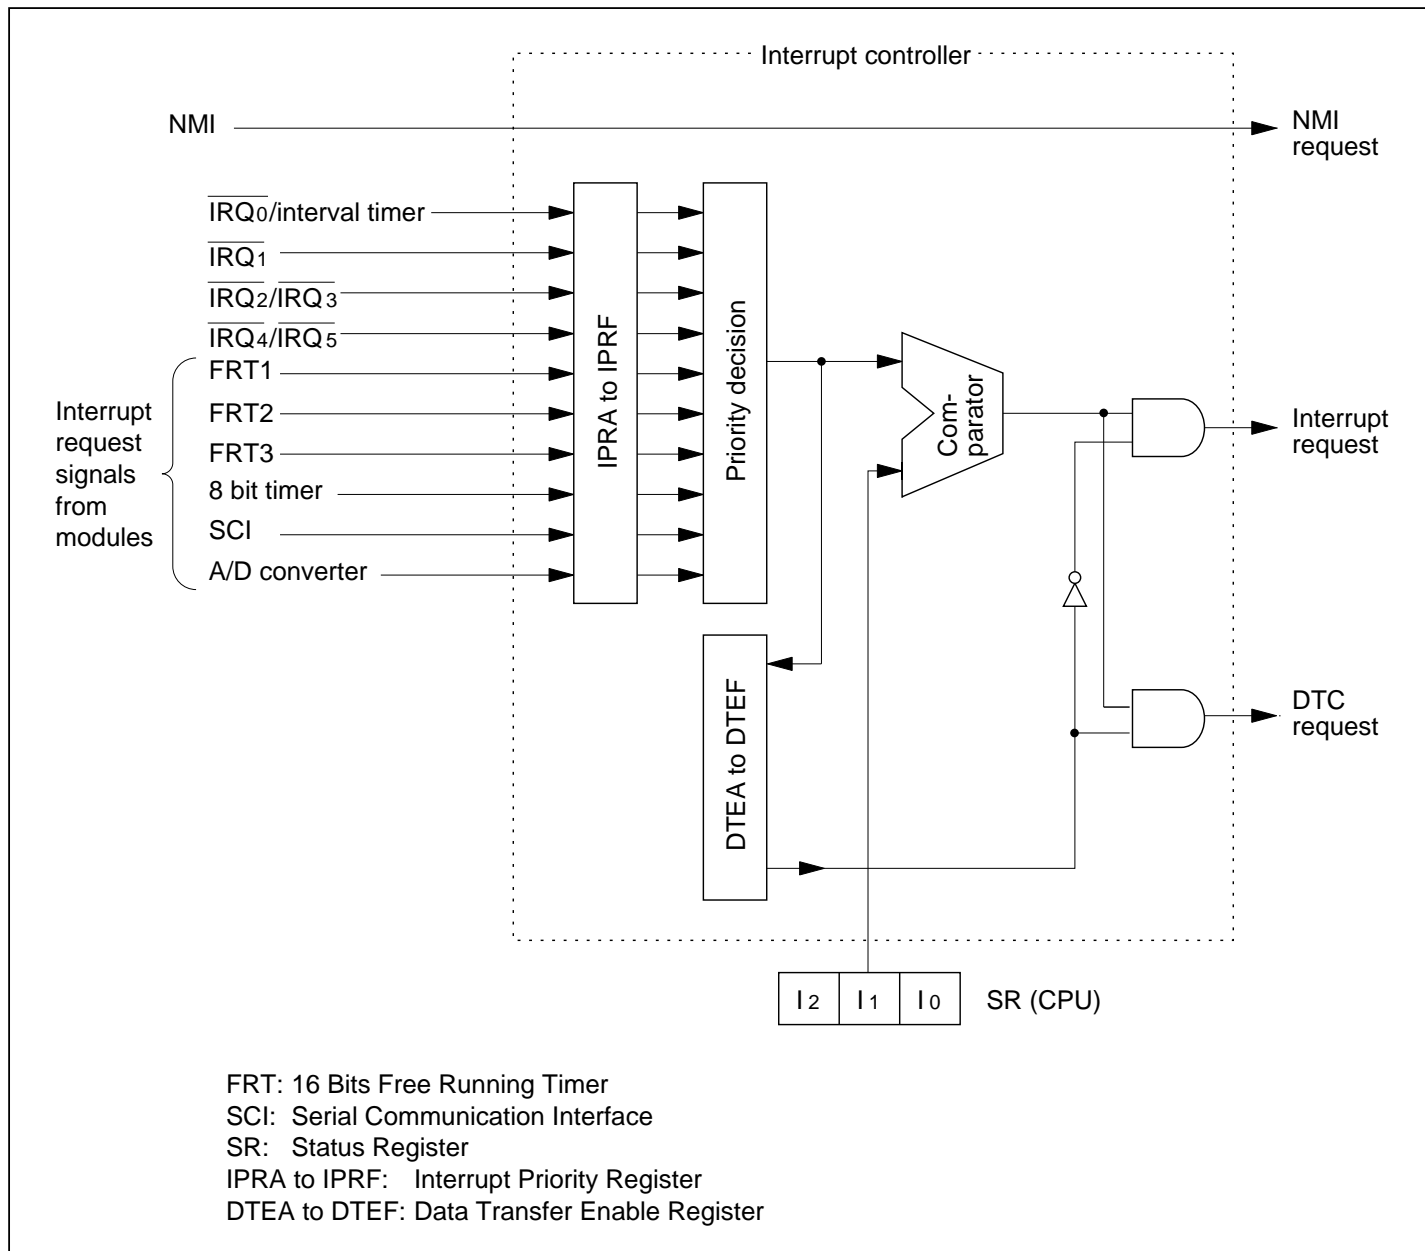 Interrupt controller
NMI
NMI
request
IRQ0/interval timer
IRQ1
IRQ2/IRQ3
IRQ4/IRQ5
FRT1
FRT2
FRT3
8 bit timer
SCI
A/D converter
Interrupt
request
signals
from
modules
IPRA to IPRF
Priority decision
Com-
parator
Interrupt
request
DTEA to DTEF
DTC
request
I2 I1 I0 SR (CPU)
FRT: 16 Bits Free Running Timer
SCI: Serial Communication Interface
SR: Status Register
IPRA to IPRF: Interrupt Priority Register
DTEA to DTEF: Data Transfer Enable Register